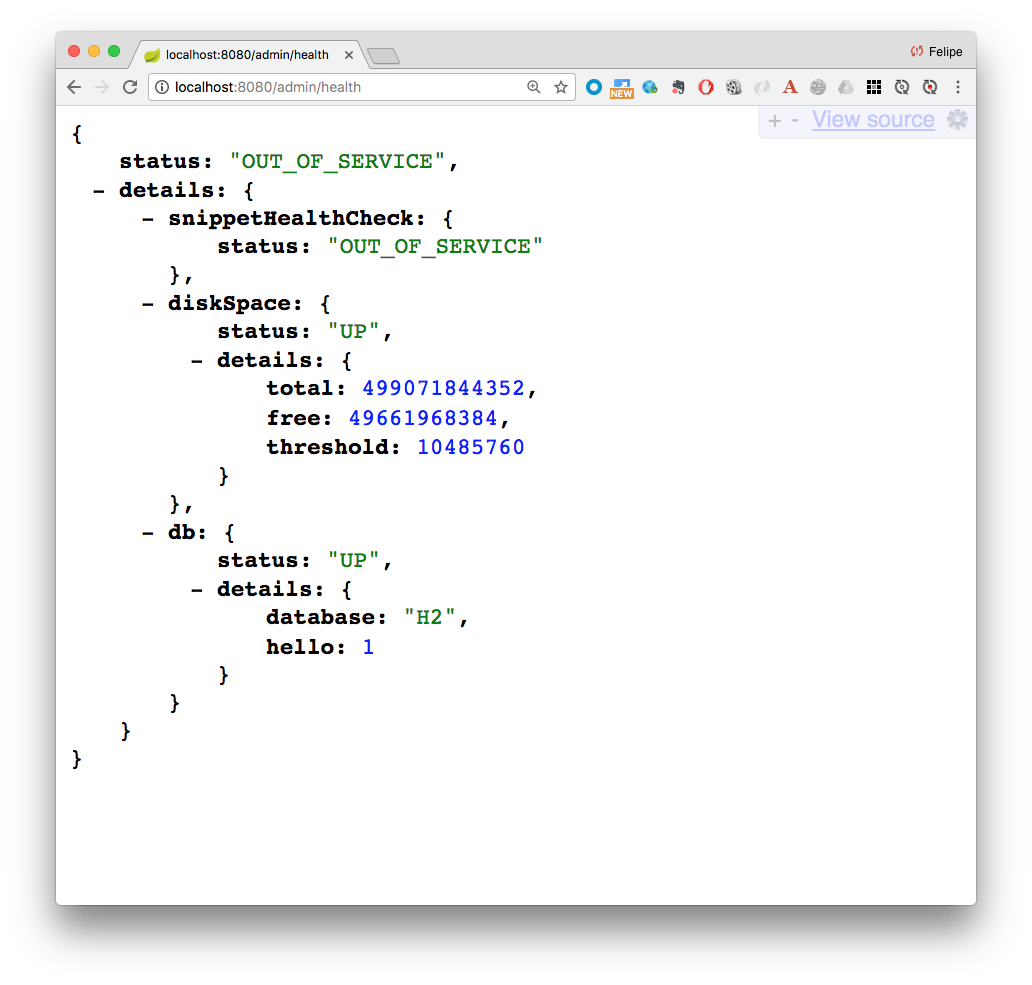 localhost:8080/admin/health
Felipe
localhost:8080/admin/health
NEW
A
+ - View source
{
status: "OUT_OF_SERVICE",
- details: {
- snippetHealthCheck: {
status: "OUT_OF_SERVICE"
},
- diskSpace: {
status: "UP",
- details: {
total: 499071844352,
free: 49661968384,
threshold: 10485760
}
},
- db: {
status: "UP",
- details: {
database: "H2",
hello: 1
}
}
}
}